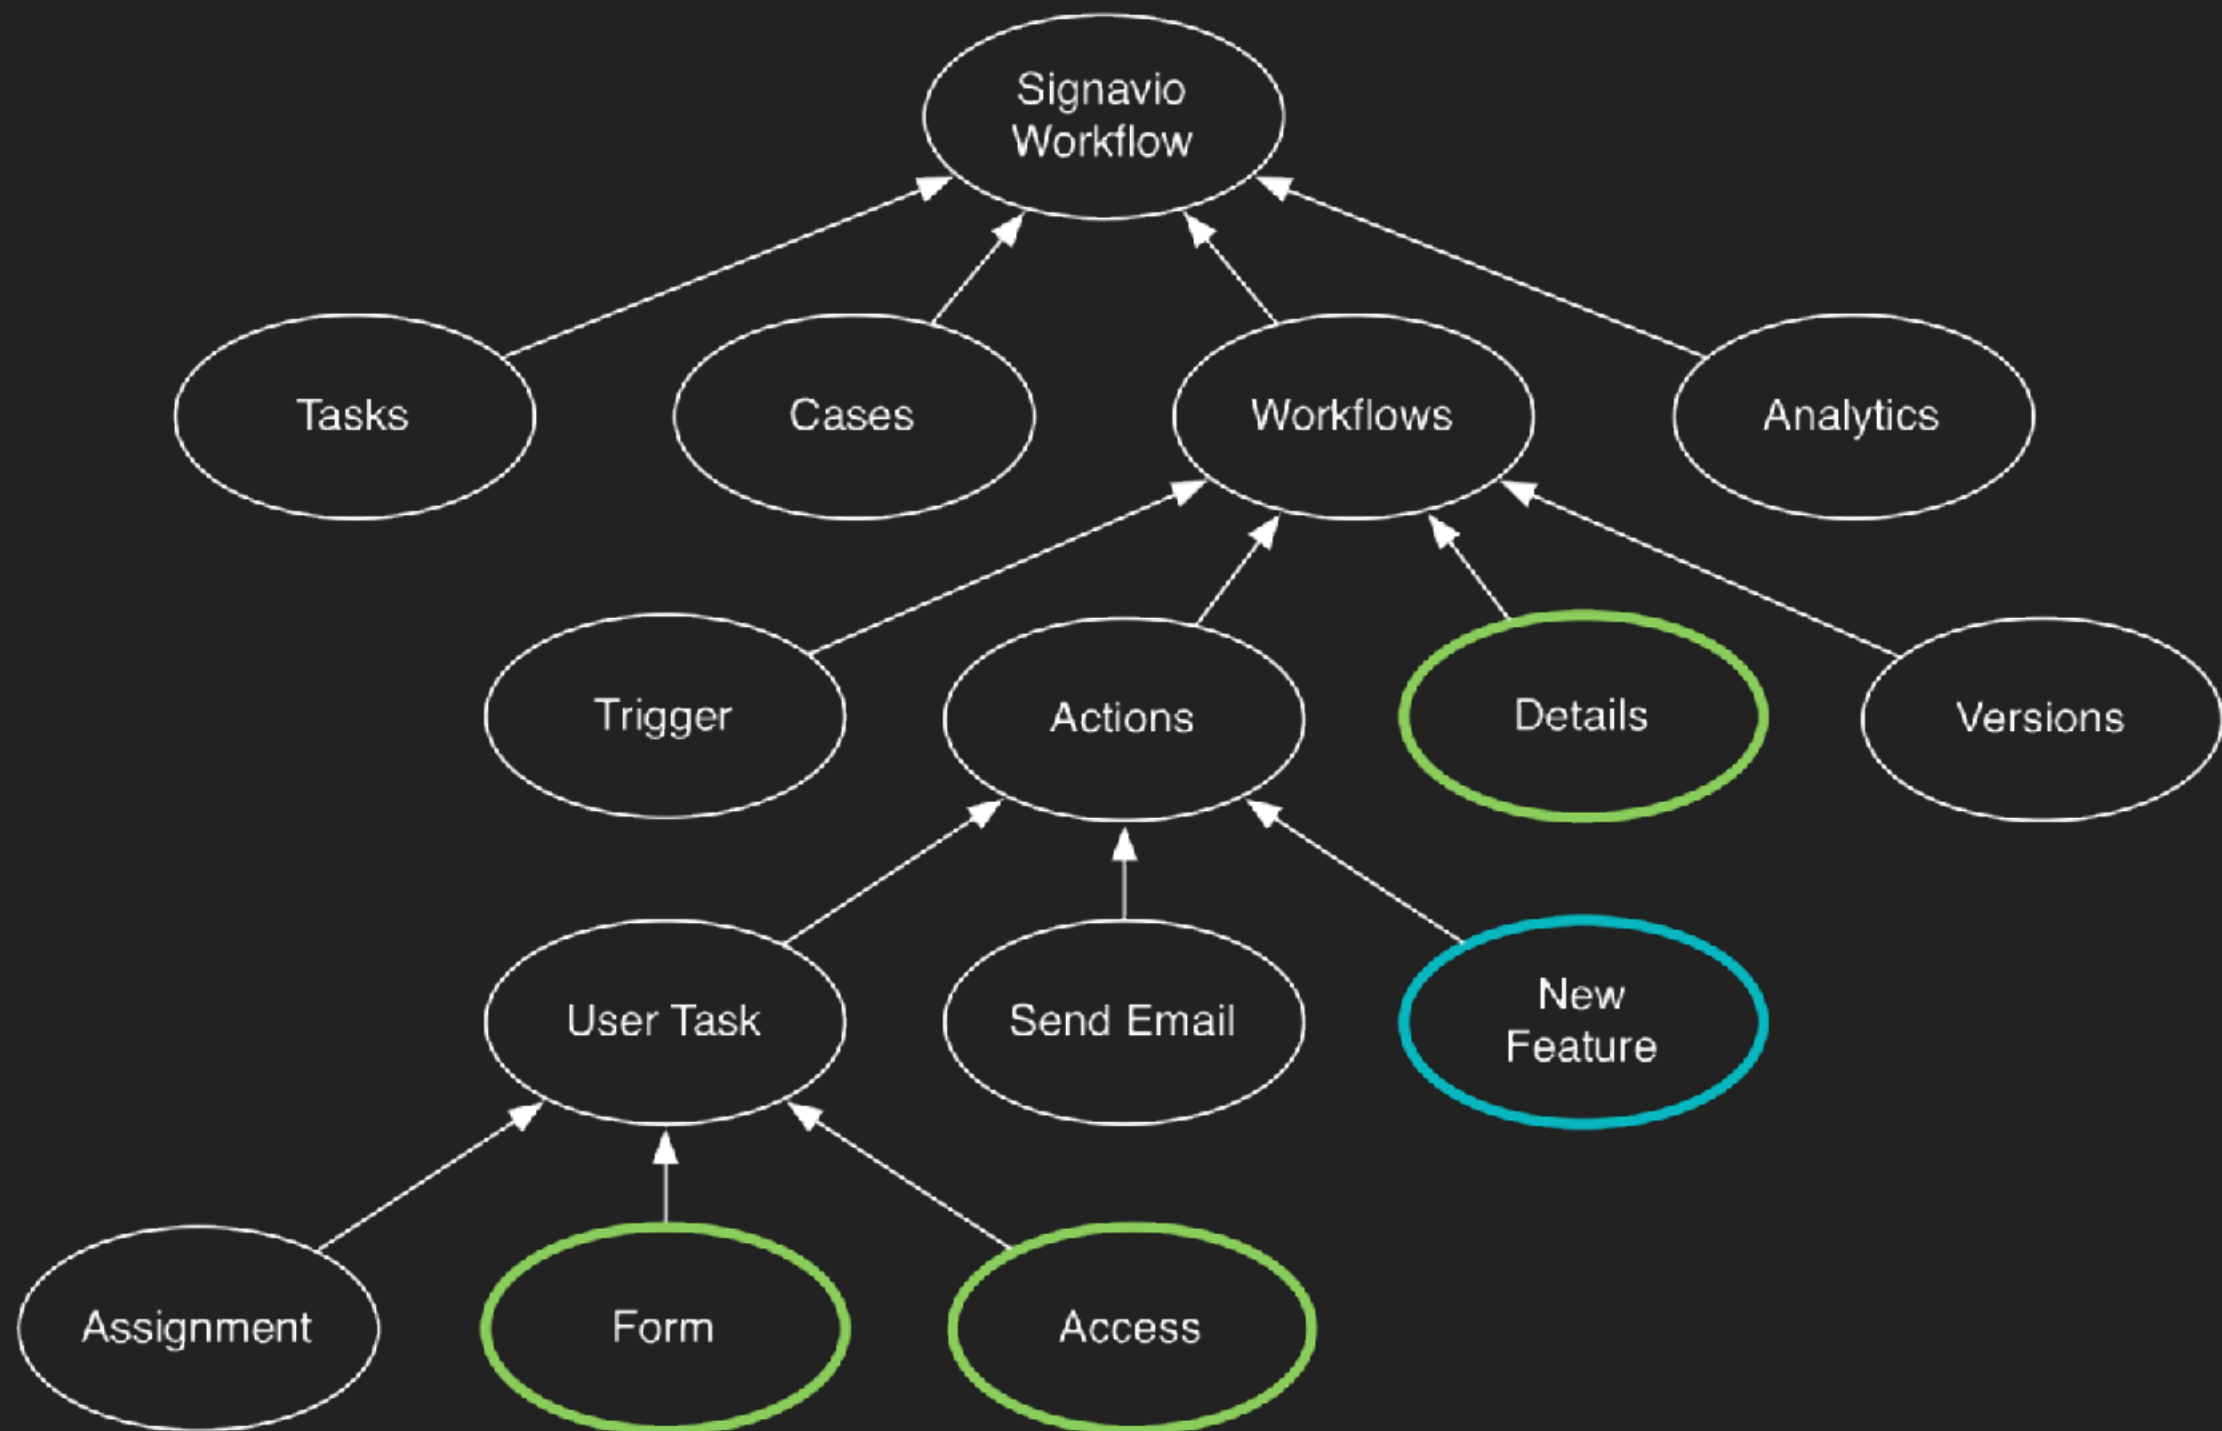 Signavio
Workflow
Tasks
Cases
Workflows
Analytics
Trigger
Actions
Details
Versions
User Task
Send Email
New
Feature
Assignment
Form
Access